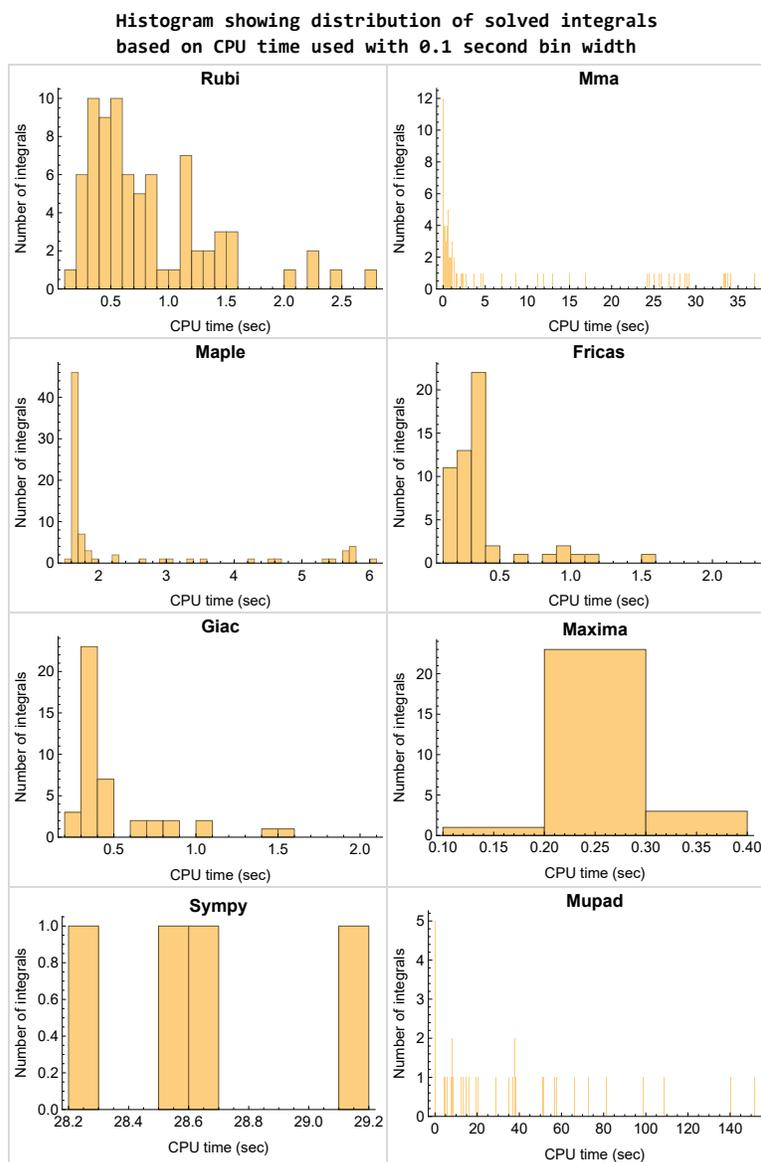 Histogram showing distribution of solved integrals
based on CPU time used with 0.1 second bin width
Rubi
Number of integrals
10
8
6
4
2
0
0.5 1.0 1.5 2.0 2.5
CPU time (sec)
Mma
Number of integrals
12
10
8
6
4
2
0
0 5 10 15 20 25 30 35
CPU time (sec)
Maple
Number of integrals
40
30
20
10
0
2 3 4 5 6
CPU time (sec)
Fricas
Number of integrals
20
15
10
5
0
0.5 1.0 1.5 2.0
CPU time (sec)
Giac
Number of integrals
20
15
10
5
0
0.5 1.0 1.5 2.0
CPU time (sec)
Maxima
Number of integrals
20
15
10
5
0
0.10 0.15 0.20 0.25 0.30 0.35 0.40
CPU time (sec)
Sympy
Number of integrals
1.0
0.8
0.6
0.4
0.2
0.0
28.2 28.4 28.6 28.8 29.0 29.2
CPU time (sec)
Mupad
Number of integrals
5
4
3
2
1
0
0 20 40 60 80 100 120 140
CPU time (sec)